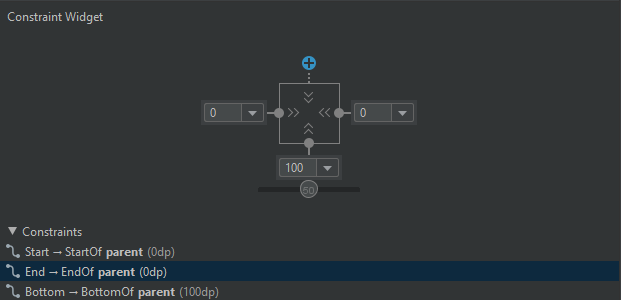 Constraint Widget
0
0
100
50
Constraints
Start → StartOf parent (0dp)
End → EndOf parent (0dp)
Bottom → BottomOf parent (100dp)